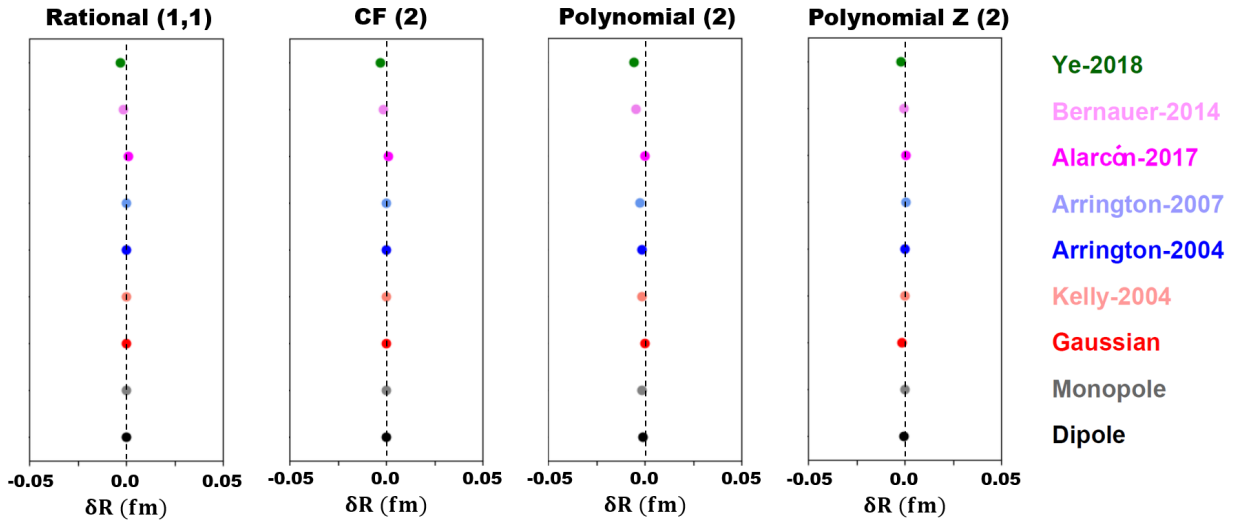 Rational (1,1) CF (2) Polynomial (2) Polynomial Z (2)
Ye-2018
Bernauer-2014
Alarcón-2017
Arrington-2007
Arrington-2004
Kelly-2004
Gaussian
Monopole
Dipole
-0.05 0.0 0.05 -0.05 0.0 0.05 -0.05 0.0 0.05 -0.05 0.0 0.05
δR (fm) δR (fm) δR (fm) δR (fm)